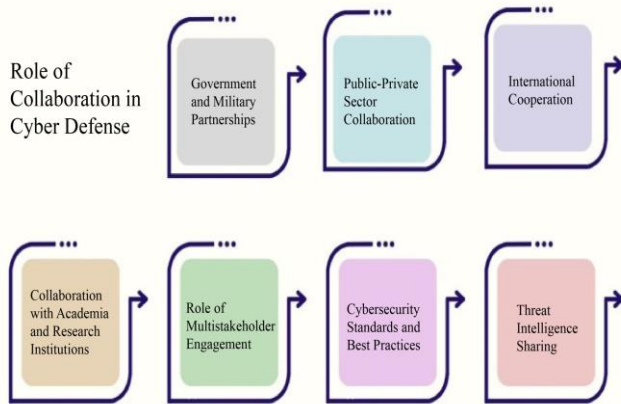 Role of
Collaboration in
Cyber Defense
Government
and Military
Partnerships
Public-Private
Sector
Collaboration
International
Cooperation
Collaboration
with Academia
and Research
Institutions
Role of
Multistakeholder
Engagement
Cybersecurity
Standards and
Best Practices
Threat
Intelligence
Sharing